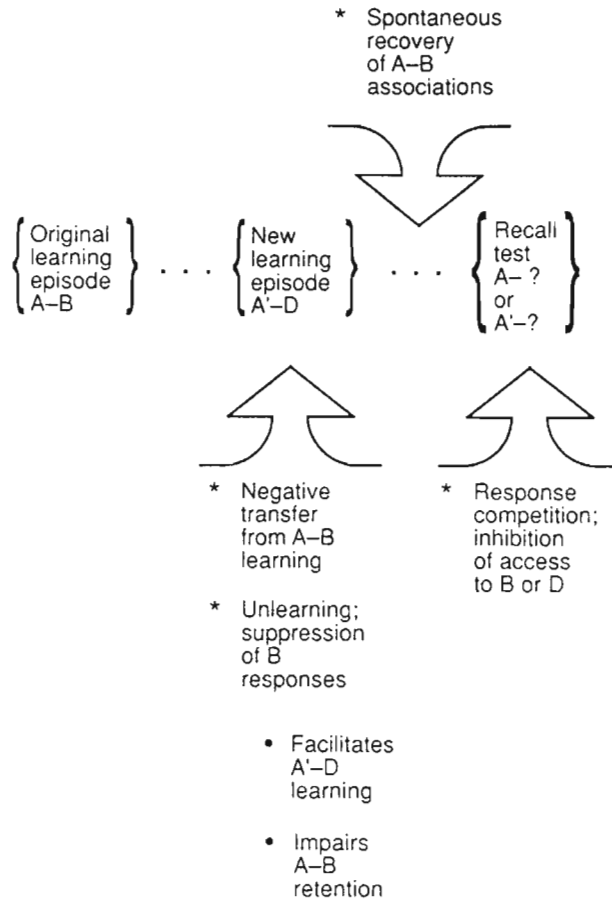 * Spontaneous
recovery
of A–B
associations
Original
learning
episode
A–B
. . .
New
learning
episode
A'–D
. . .
Recall
test
A– ?
or
A'–?
* Negative
transfer
from A–B
learning
* Unlearning;
suppression
of B
responses
• Facilitates
A'–D
learning
• Impairs
A–B
retention
* Response
competition;
inhibition
of access
to B or D